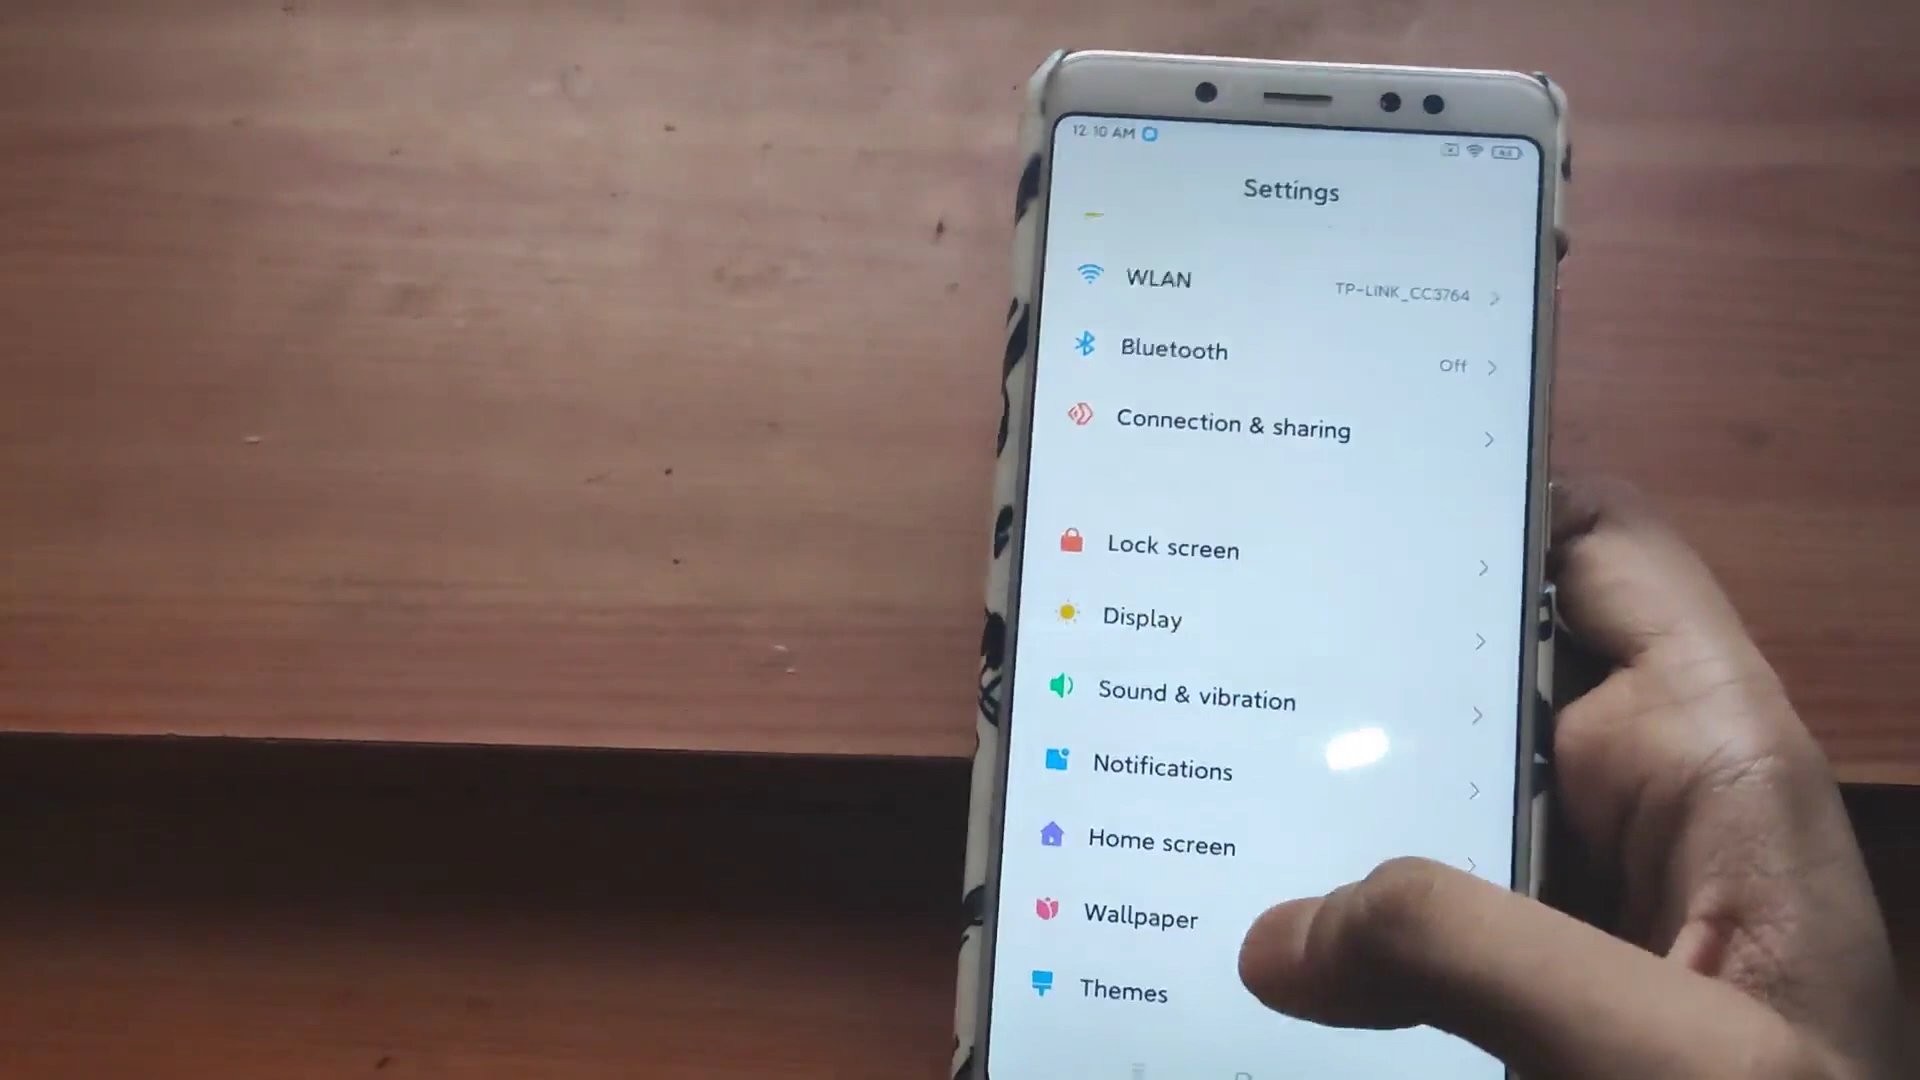 12:10 AM
Settings
WLAN
TP-LINK_CC3764
Bluetooth
Off
Connection & sharing
Lock screen
Display
Sound & vibration
Notifications
Home screen
Wallpaper
Themes